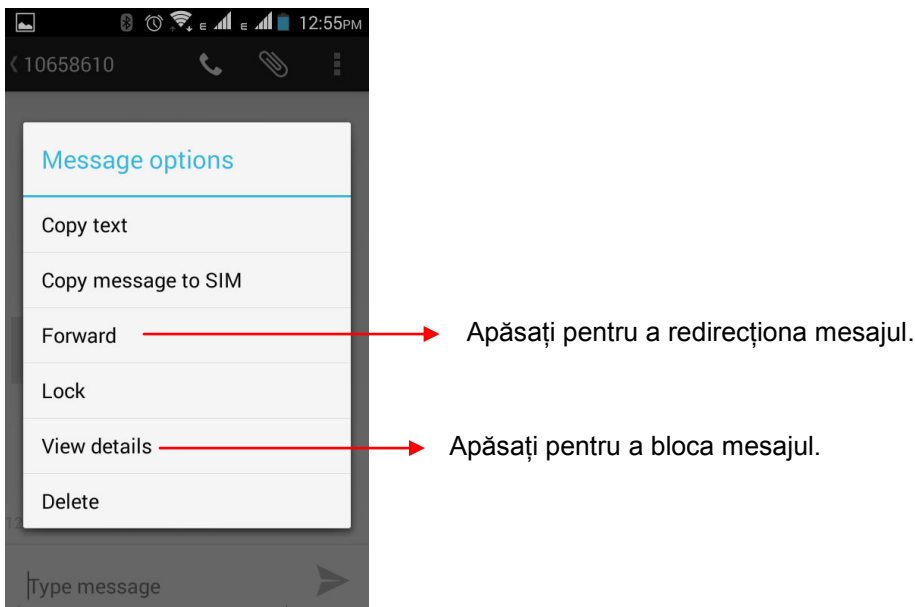 E E 12:55PM
10658610
Message options
Copy text
Copy message to SIM
Forward
Apăsați pentru a redirecționa mesajul.
Lock
View details
Apăsați pentru a bloca mesajul.
Delete
12
Type message